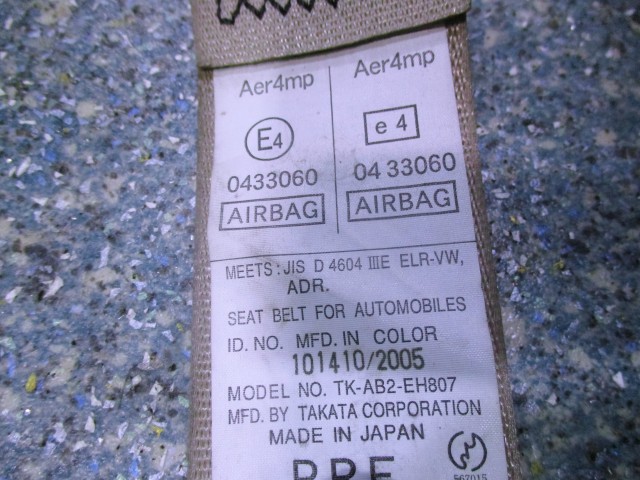 Aer4mp
E4
0433060
AIRBAG
Aer4mp
e 4
04 33060
AIRBAG
MEETS : JIS D 4604 IIIE ELR-VW,
ADR.
SEAT BELT FOR AUTOMOBILES
ID. NO. MFD. IN COLOR
101410/2005
MODEL NO. TK-AB2-EH807
MFD. BY TAKATA CORPORATION
MADE IN JAPAN